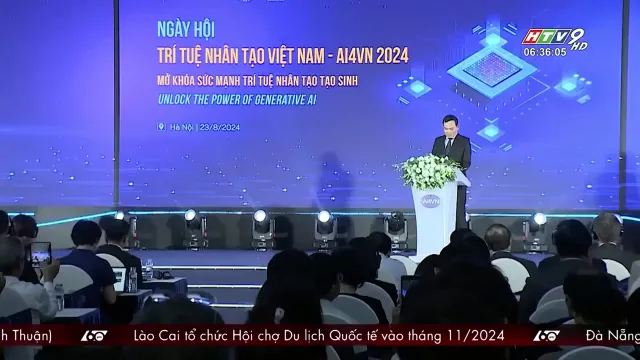 HTV9 HD
06:36:05
NGÀY HỘI
TRÍ TUỆ NHÂN TẠO VIỆT NAM - AI4VN 2024
MỞ KHÓA SỨC MẠNH TRÍ TUỆ NHÂN TẠO TẠO SINH
UNLOCK THE POWER OF GENERATIVE AI
Hà Nội | 23/8/2024
AI4VN
h Thuận) 60 Lào Cai tổ chức Hội chợ Du lịch Quốc tế vào tháng 11/2024 60 Đà Nẵng